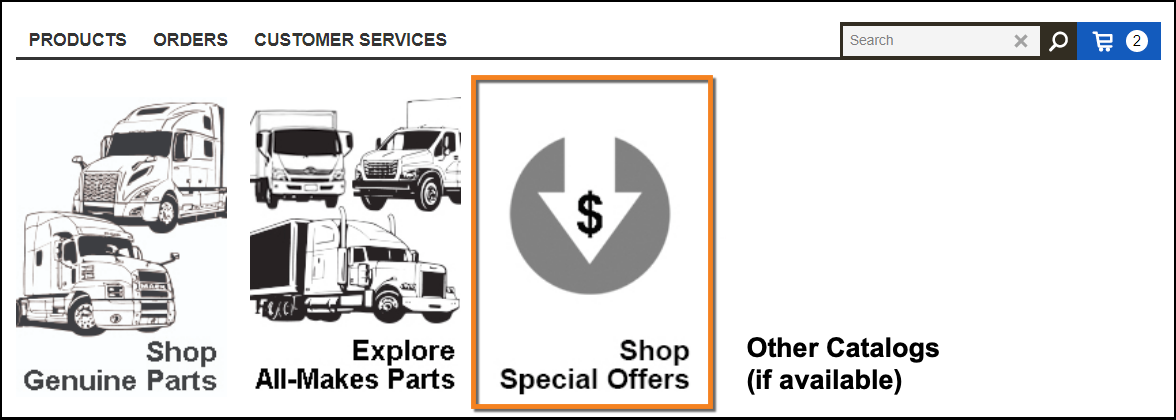 PRODUCTS ORDERS CUSTOMER SERVICES Search 2
MACK
$
Shop
Genuine Parts
Explore
All-Makes Parts
Shop
Special Offers
Other Catalogs
(if available)